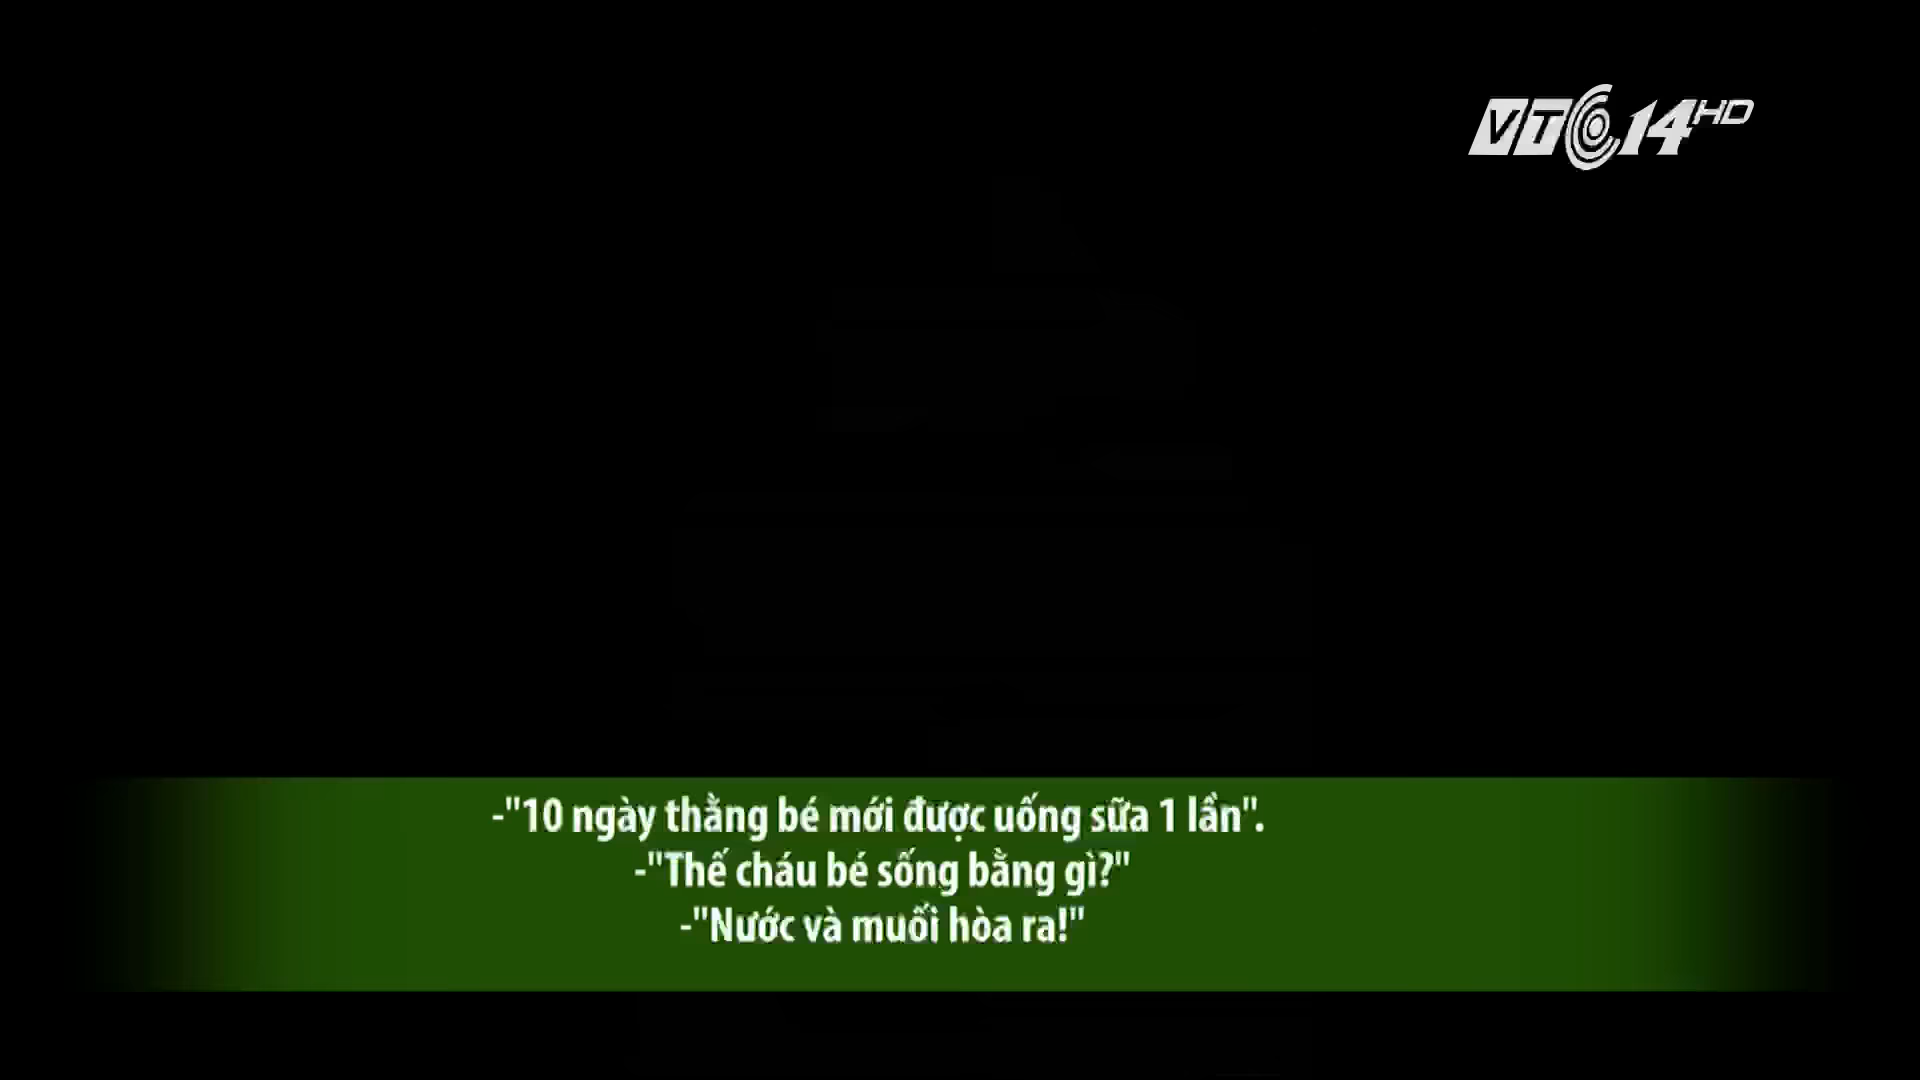 VTC14HD
-"10 ngày thằng bé mới được uống sữa 1 lần".
-"Thế cháu bé sống bằng gì?"
-"Nước và muối hòa ra!"